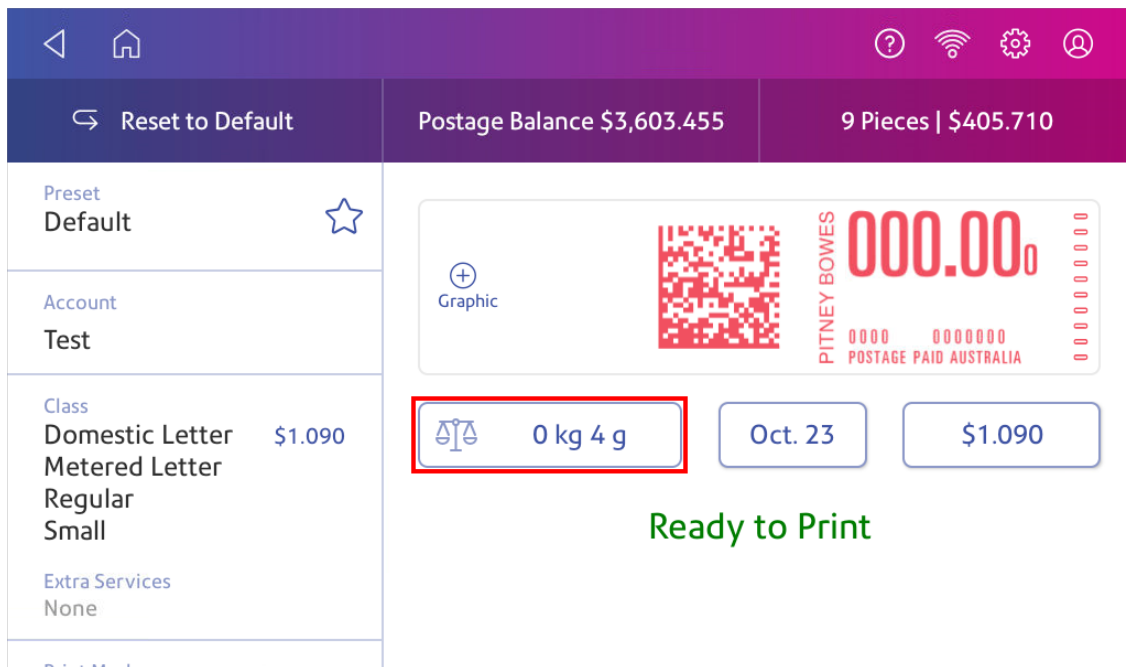 Reset to Default
Postage Balance $3,603.455
9 Pieces | $405.710
Preset
Default
Account
Test
Class
Domestic Letter $1.090
Metered Letter
Regular
Small
Extra Services
None
Graphic
PITNEY BOWES
000.000
0000 0000000
POSTAGE PAID AUSTRALIA
0000000000
0 kg 4 g
Oct. 23
$1.090
Ready to Print